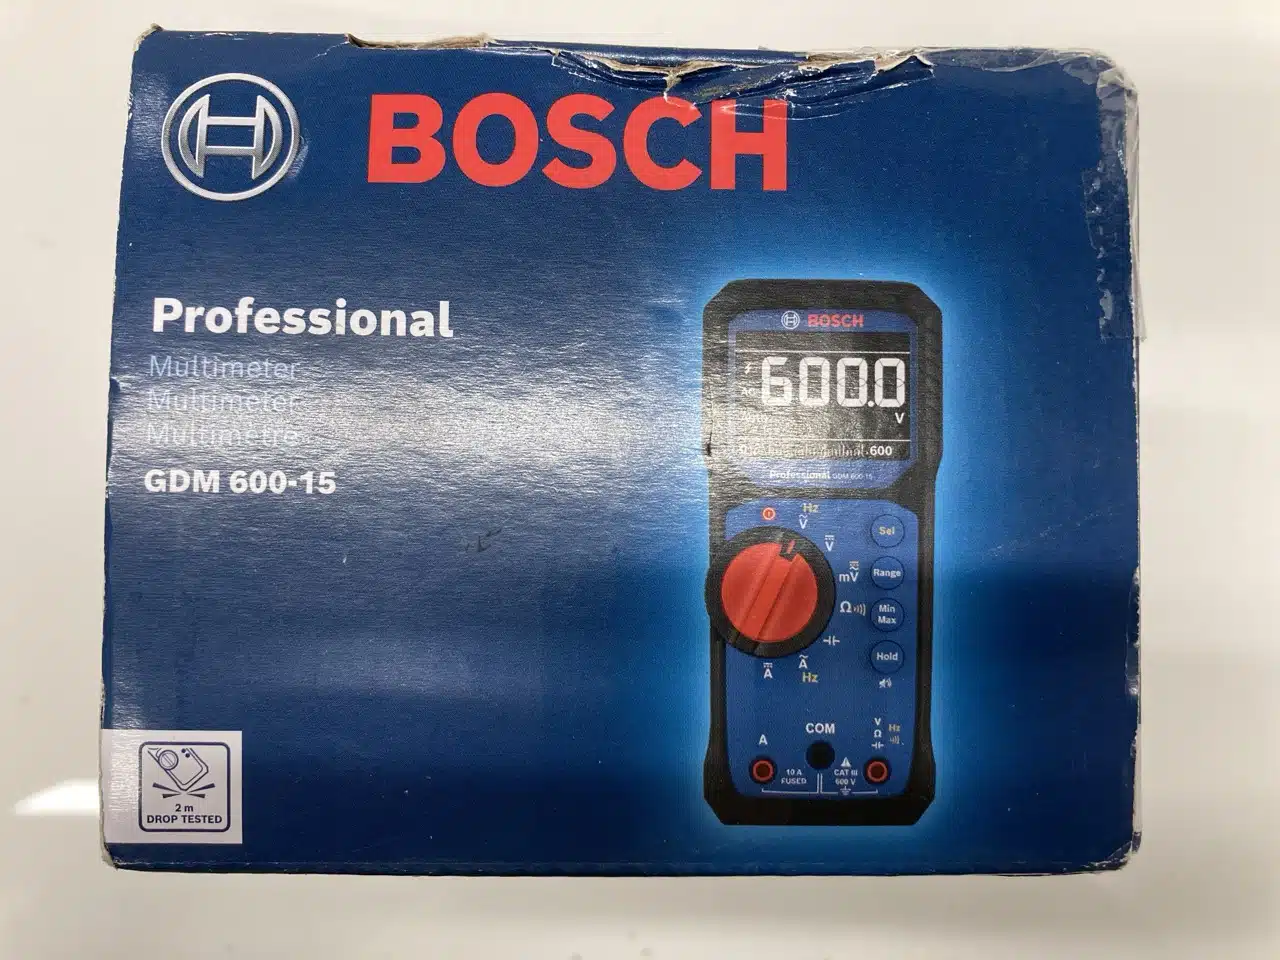 BOSCH
Professional
Multimeter
Multimeter
Multimètre
GDM 600-15
BOSCH
600.0
V
600
Professional GDM 600-15
Hz
V
V
mV
Ω
A
A
Hz
Sel
Range
Min
Max
Hold
A
COM
V
Ω
Hz
10 A
FUSED
CAT III
600 V
2 m
DROP TESTED